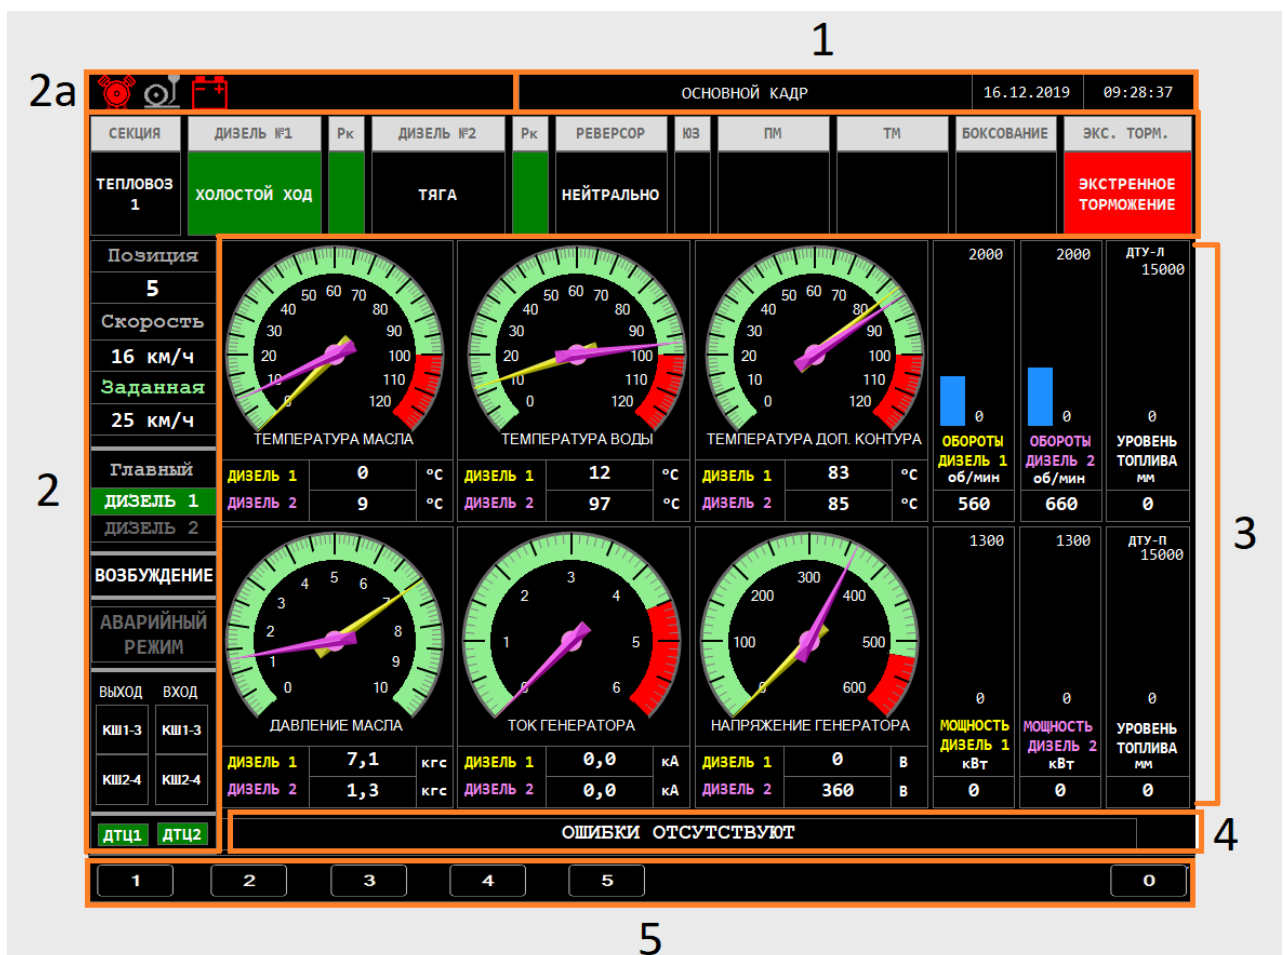 1
2а
ОСНОВНОЙ КАДР 16.12.2019 09:28:37
СЕКЦИЯ ДИЗЕЛЬ №1 Рк ДИЗЕЛЬ №2 Рк РЕВЕРСОР ЮЗ ПМ ТМ БОКСОВАНИЕ ЭКС. ТОРМ.
ТЕПЛОВОЗ
1
ХОЛОСТОЙ ХОД
ТЯГА
НЕЙТРАЛЬНО
ЭКСТРЕННОЕ
ТОРМОЖЕНИЕ
2
Позиция
5
Скорость
16 км/ч
Заданная
25 км/ч
Главный
ДИЗЕЛЬ 1
ДИЗЕЛЬ 2
ВОЗБУЖДЕНИЕ
АВАРИЙНЫЙ
РЕЖИМ
ВЫХОД ВХОД
КШ1-3 КШ1-3
КШ2-4 КШ2-4
ДТЦ1 ДТЦ2
0 10 20 30 40 50 60 70 80 90 100 110 120
ТЕМПЕРАТУРА МАСЛА
ДИЗЕЛЬ 1 0 °C
ДИЗЕЛЬ 2 9 °C
0 10 20 30 40 50 60 70 80 90 100 110 120
ТЕМПЕРАТУРА ВОДЫ
ДИЗЕЛЬ 1 12 °C
ДИЗЕЛЬ 2 97 °C
0 10 20 30 40 50 60 70 80 90 100 110 120
ТЕМПЕРАТУРА ДОП. КОНТУРА
ДИЗЕЛЬ 1 83 °C
ДИЗЕЛЬ 2 85 °C
2000
0
ОБОРОТЫ
ДИЗЕЛЬ 1
об/мин
560
2000
0
ОБОРОТЫ
ДИЗЕЛЬ 2
об/мин
660
ДТУ-Л
15000
0
УРОВЕНЬ
ТОПЛИВА
мм
0
3
0 1 2 3 4 5 6 7 8 9 10
ДАВЛЕНИЕ МАСЛА
ДИЗЕЛЬ 1 7,1 кгс
ДИЗЕЛЬ 2 1,3 кгс
0 1 2 3 4 5 6
ТОК ГЕНЕРАТОРА
ДИЗЕЛЬ 1 0,0 кА
ДИЗЕЛЬ 2 0,0 кА
0 100 200 300 400 500 600
НАПРЯЖЕНИЕ ГЕНЕРАТОРА
ДИЗЕЛЬ 1 0 В
ДИЗЕЛЬ 2 360 В
1300
0
МОЩНОСТЬ
ДИЗЕЛЬ 1
кВт
0
1300
0
МОЩНОСТЬ
ДИЗЕЛЬ 2
кВт
0
ДТУ-П
15000
0
УРОВЕНЬ
ТОПЛИВА
мм
0
ОШИБКИ ОТСУТСТВУЮТ
4
1 2 3 4 5 0
5